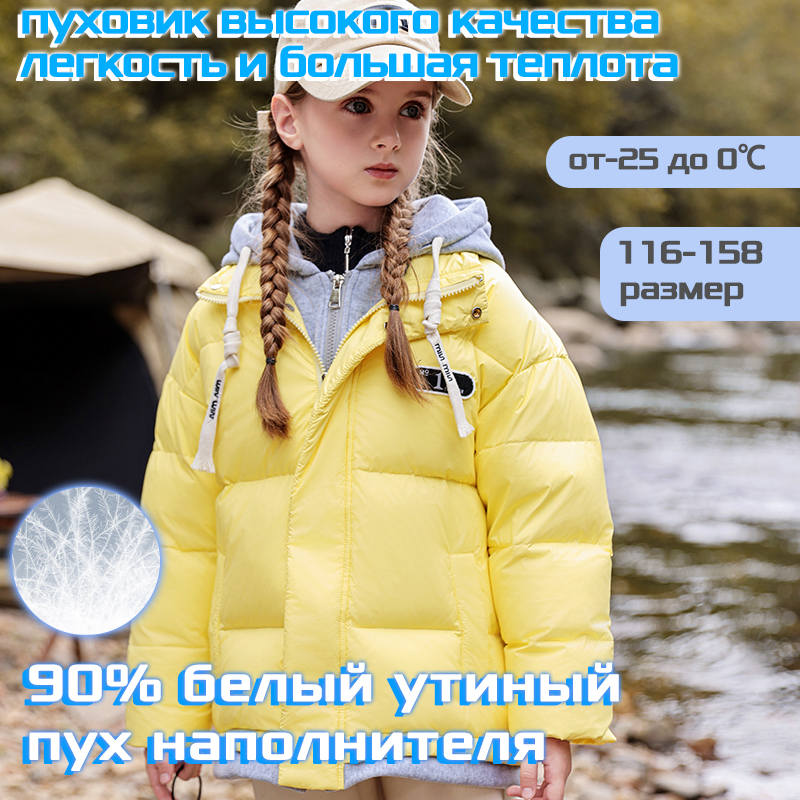 пуховик высокого качества
легкость и большая теплота
от-25 до 0℃
116-158
размер
90% белый утиный
пух наполнителя